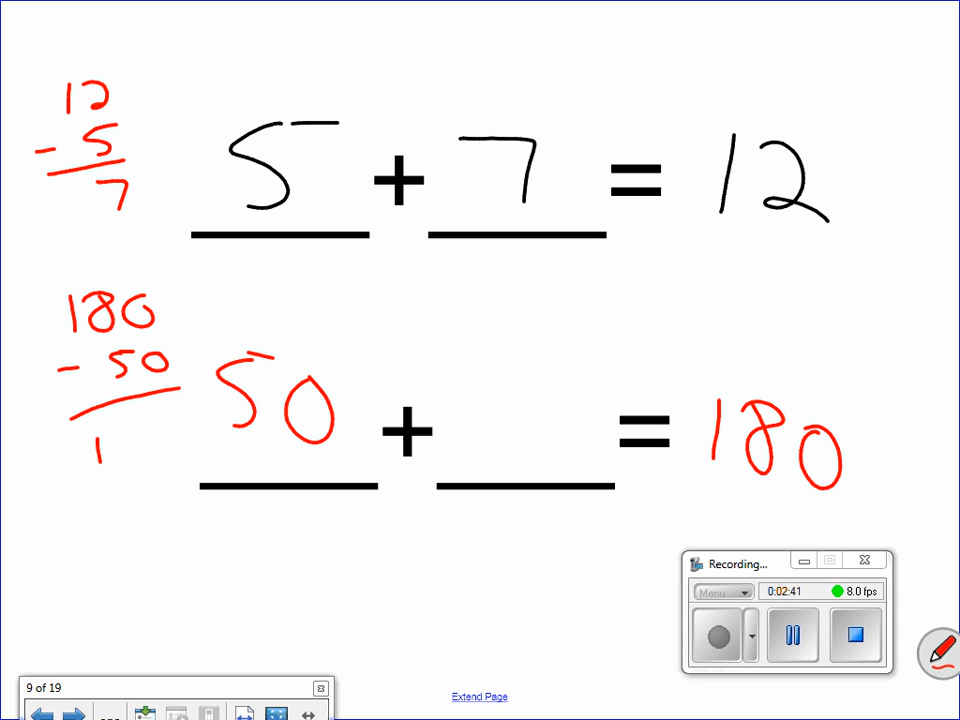 12
- 5
7
5 + 7 = 12
180
- 50
1
50 + = 180
Recording...
Menu
0:02:41
8.0 fps
9 of 19
Extend Page